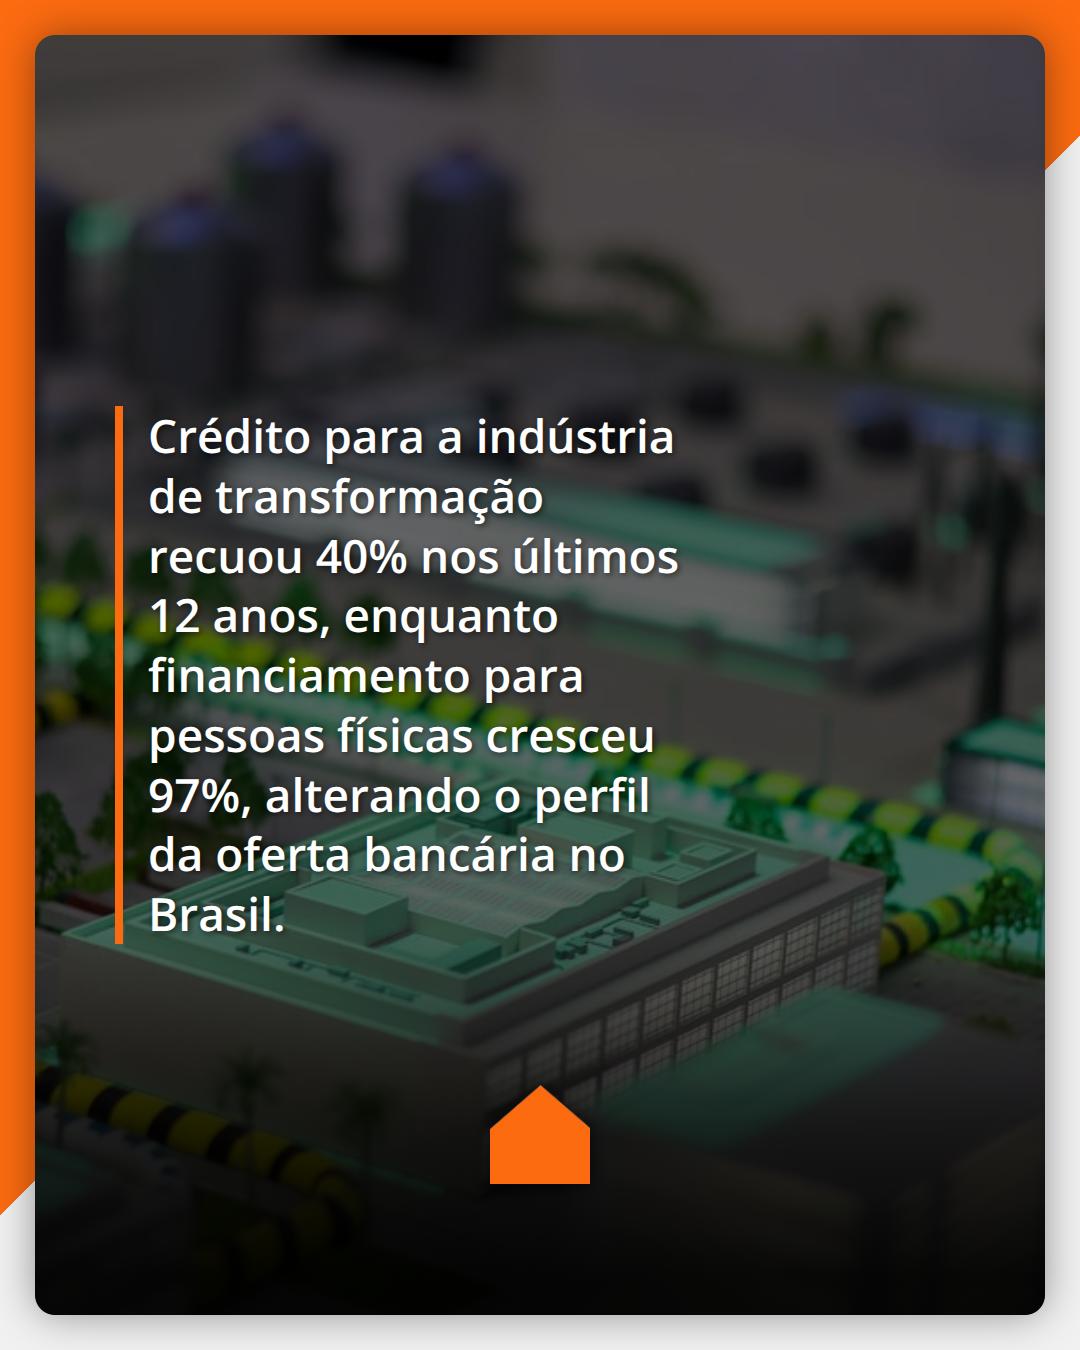 Crédito para a indústria
de transformação
recuou 40% nos últimos
12 anos, enquanto
financiamento para
pessoas físicas cresceu
97%, alterando o perfil
da oferta bancária no
Brasil.